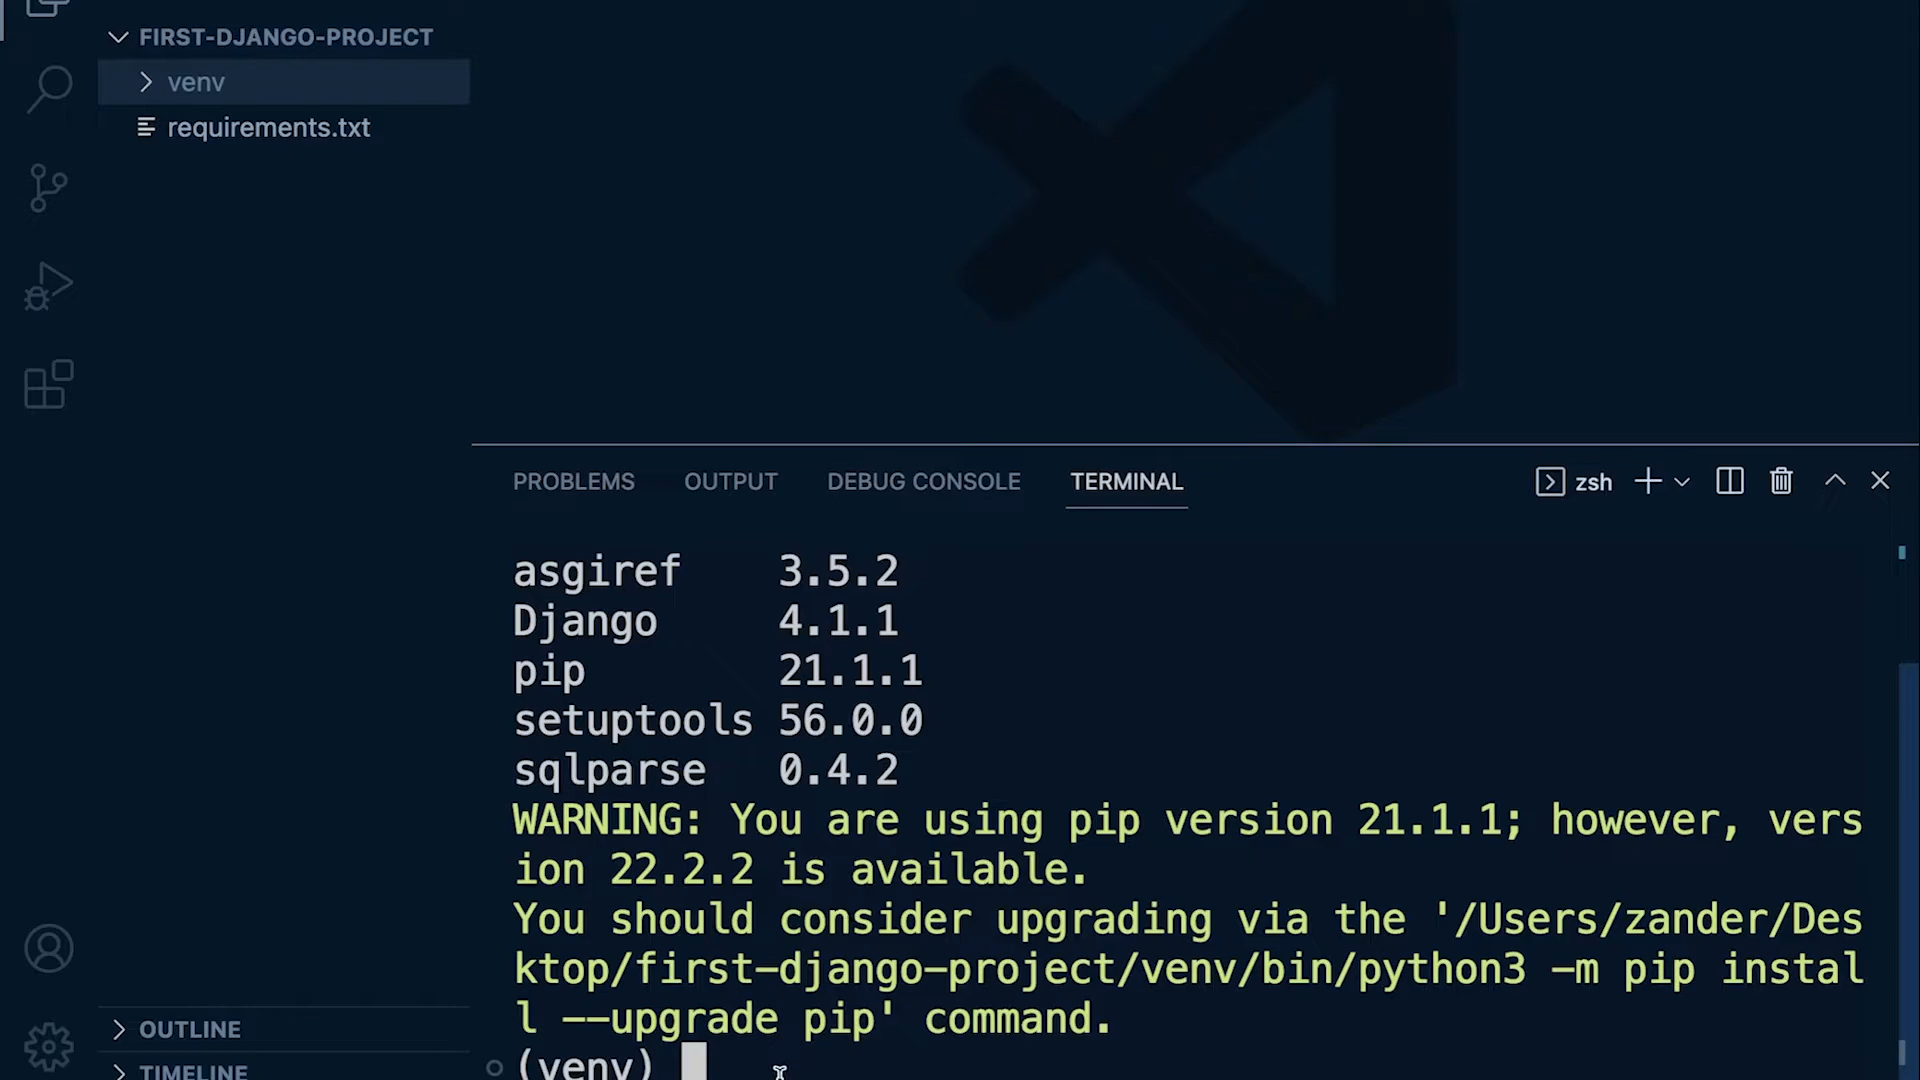 FIRST-DJANGO-PROJECT
venv
requirements.txt
PROBLEMS OUTPUT DEBUG CONSOLE TERMINAL zsh
asgiref 3.5.2
Django 4.1.1
pip 21.1.1
setuptools 56.0.0
sqlparse 0.4.2
WARNING: You are using pip version 21.1.1; however, vers
ion 22.2.2 is available.
You should consider upgrading via the '/Users/zander/Des
ktop/first-django-project/venv/bin/python3 -m pip instal
l --upgrade pip' command.
(venv)
OUTLINE
TIMELINE